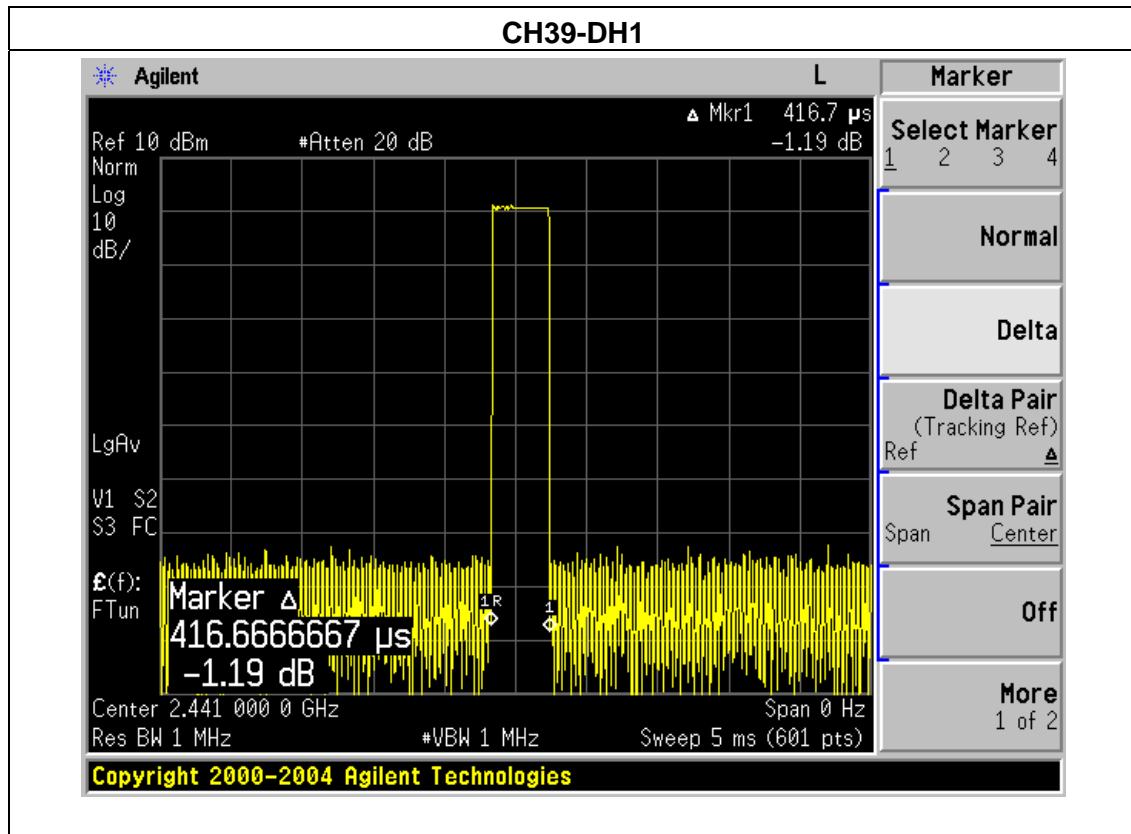 CH39-DH1
Agilent L Marker
Δ Mkr1 416.7 µs
Ref 10 dBm #Atten 20 dB -1.19 dB
Norm
Log
10
dB/
LgAv
V1 S2
S3 FC
£(f):
FTun
1R 1
Marker Δ
416.6666667 µs
-1.19 dB
Center 2.441 000 0 GHz Span 0 Hz
Res BW 1 MHz #VBW 1 MHz Sweep 5 ms (601 pts)
Copyright 2000-2004 Agilent Technologies
Select Marker
1 2 3 4
Normal
Delta
Delta Pair
(Tracking Ref)
Ref Δ
Span Pair
Span Center
Off
More
1 of 2